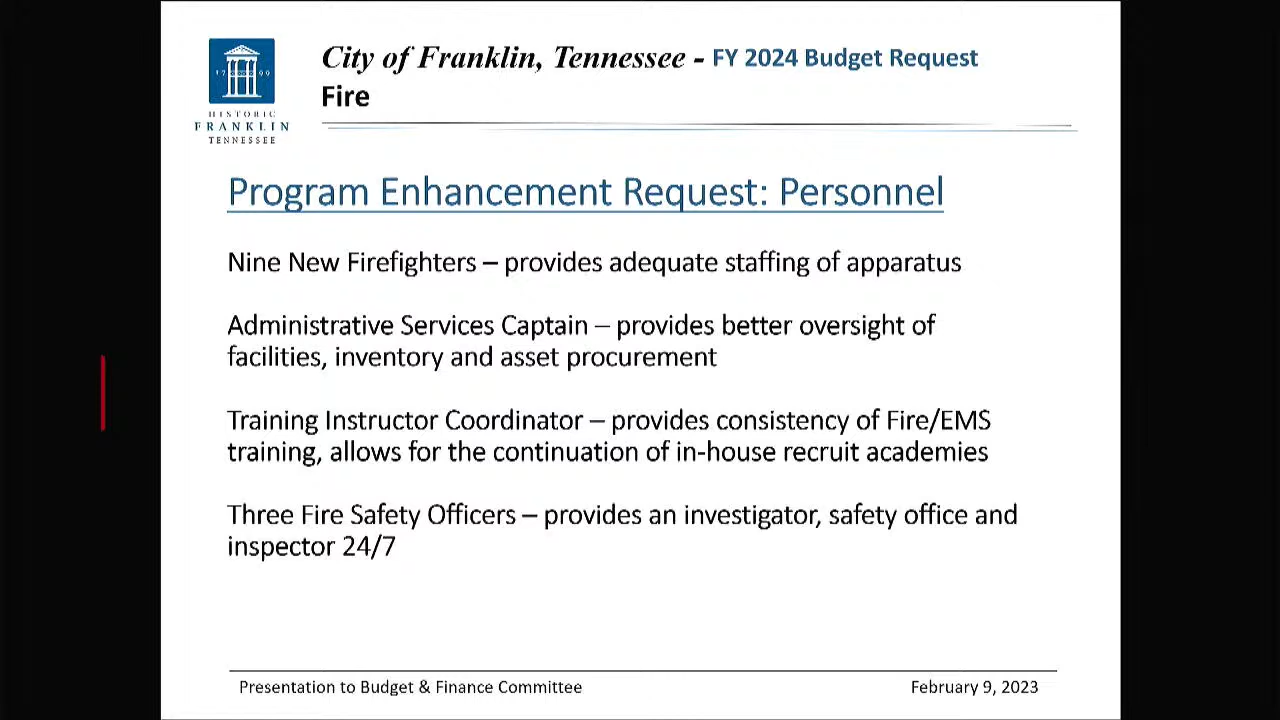 City of Franklin, Tennessee - FY 2024 Budget Request
Fire
17 99
HISTORIC
FRANKLIN
TENNESSEE
Program Enhancement Request: Personnel
Nine New Firefighters – provides adequate staffing of apparatus
Administrative Services Captain – provides better oversight of
facilities, inventory and asset procurement
Training Instructor Coordinator – provides consistency of Fire/EMS
training, allows for the continuation of in-house recruit academies
Three Fire Safety Officers – provides an investigator, safety office and
inspector 24/7
Presentation to Budget & Finance Committee
February 9, 2023